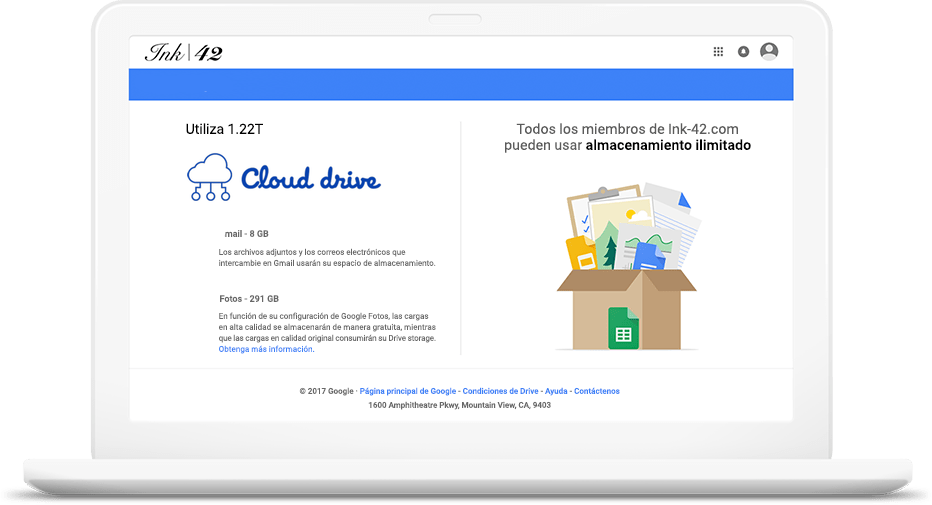 Ink | 42
Utiliza 1.22T
Cloud drive
mail - 8 GB
Los archivos adjuntos y los correos electrónicos que
intercambie en Gmail usarán su espacio de almacenamiento.
Fotos - 291 GB
En función de su configuración de Google Fotos, las cargas
en alta calidad se almacenarán de manera gratuita, mientras
que las cargas en calidad original consumirán su Drive storage.
Obtenga más información.
Todos los miembros de Ink-42.com
pueden usar almacenamiento ilimitado
© 2017 Google · Página principal de Google - Condiciones de Drive - Ayuda - Contáctenos
1600 Amphitheatre Pkwy, Mountain View, CA, 9403